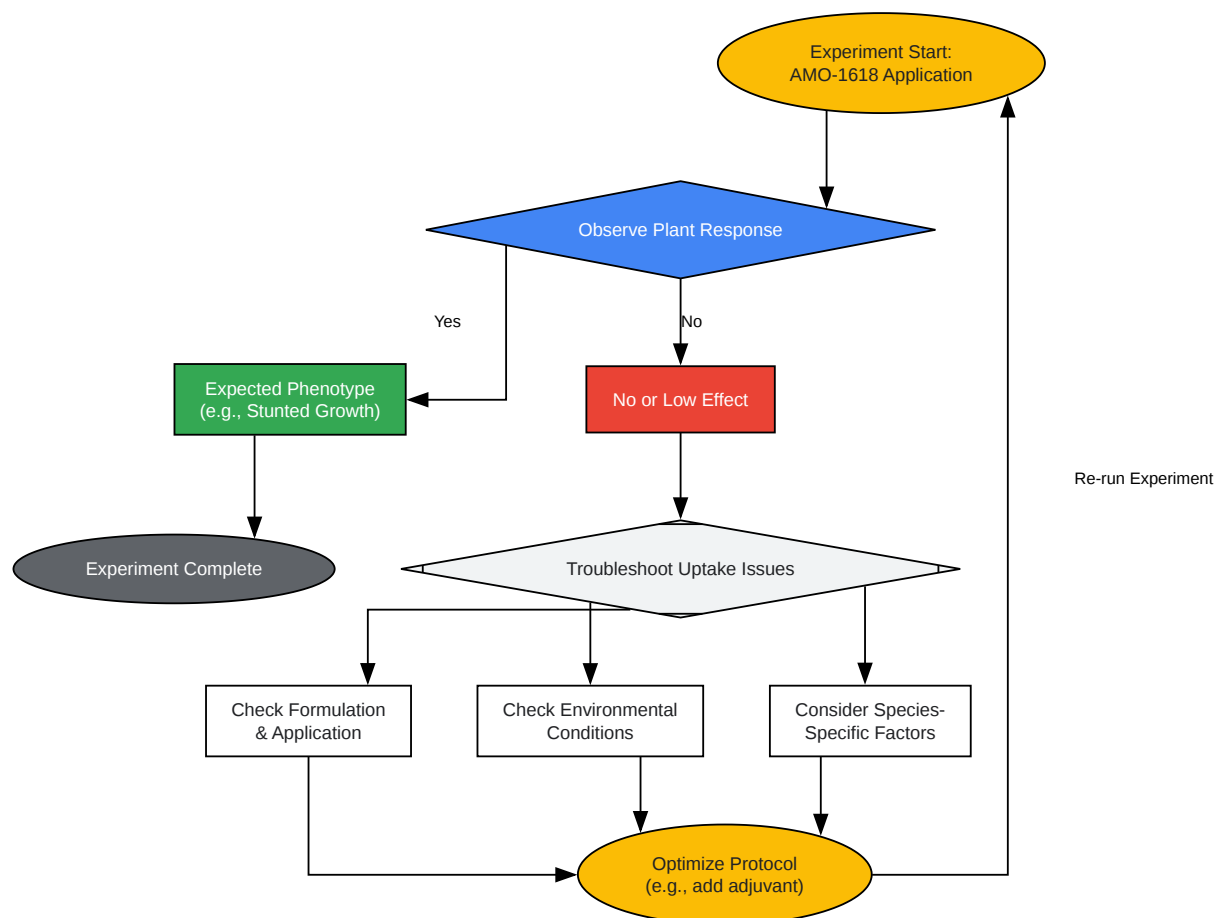 Experiment Start:
AMO-1618 Application
Observe Plant Response
Yes
No
Expected Phenotype
(e.g., Stunted Growth)
No or Low Effect
Re-run Experiment
Experiment Complete
Troubleshoot Uptake Issues
Check Formulation
& Application
Check Environmental
Conditions
Consider Species-
Specific Factors
Optimize Protocol
(e.g., add adjuvant)